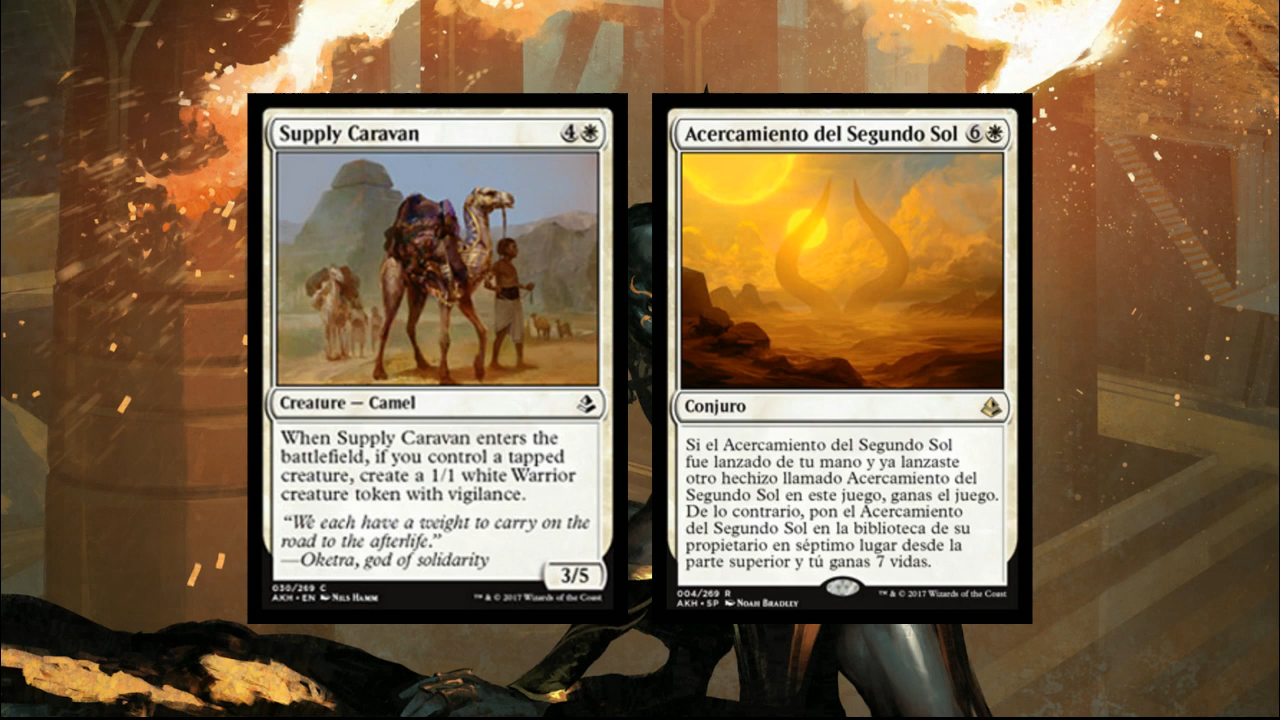 Supply Caravan 4
Creature — Camel
When Supply Caravan enters the
battlefield, if you control a tapped
creature, create a 1/1 white Warrior
creature token with vigilance.
“We each have a weight to carry on the
road to the afterlife.”
—Oketra, god of solidarity
3/5
030/269 C
AKH • EN Nils Hamm
™ & © 2017 Wizards of the Coast
Acercamiento del Segundo Sol 6
Conjuro
Si el Acercamiento del Segundo Sol
fue lanzado de tu mano y ya lanzaste
otro hechizo llamado Acercamiento del
Segundo Sol en este juego, ganas el juego.
De lo contrario, pon el Acercamiento
del Segundo Sol en la biblioteca de su
propietario en séptimo lugar desde la
parte superior y tú ganas 7 vidas.
004/269 R
AKH • SP Noah Bradley
™ & © 2017 Wizards of the Coast